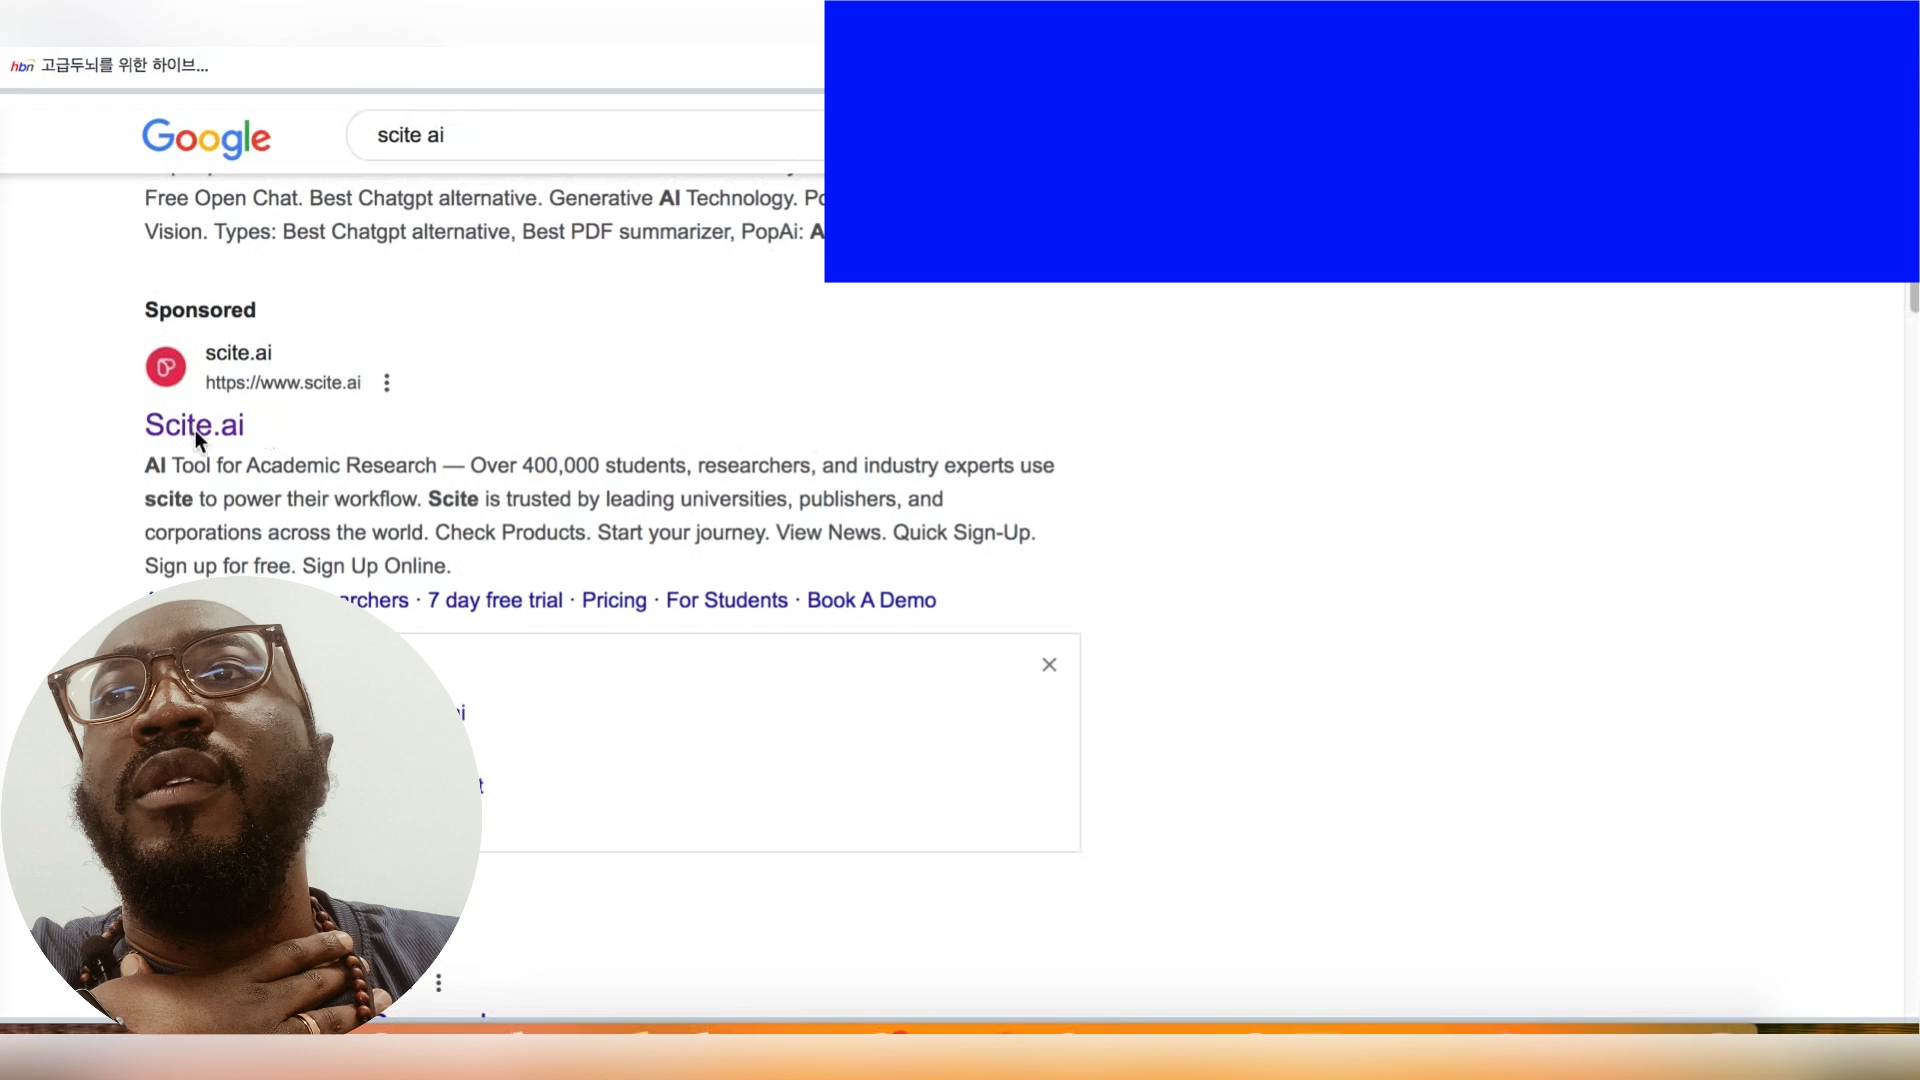 hbn 고급두뇌를 위한 하이브...
Google
scite ai
Free Open Chat. Best Chatgpt alternative. Generative AI Technology.
Vision. Types: Best Chatgpt alternative, Best PDF summarizer, PopAi:
Sponsored
scite.ai
https://www.scite.ai
Scite.ai
AI Tool for Academic Research — Over 400,000 students, researchers, and industry experts use
scite to power their workflow. Scite is trusted by leading universities, publishers, and
corporations across the world. Check Products. Start your journey. View News. Quick Sign-Up.
Sign up for free. Sign Up Online.
· 7 day free trial · Pricing · For Students · Book A Demo